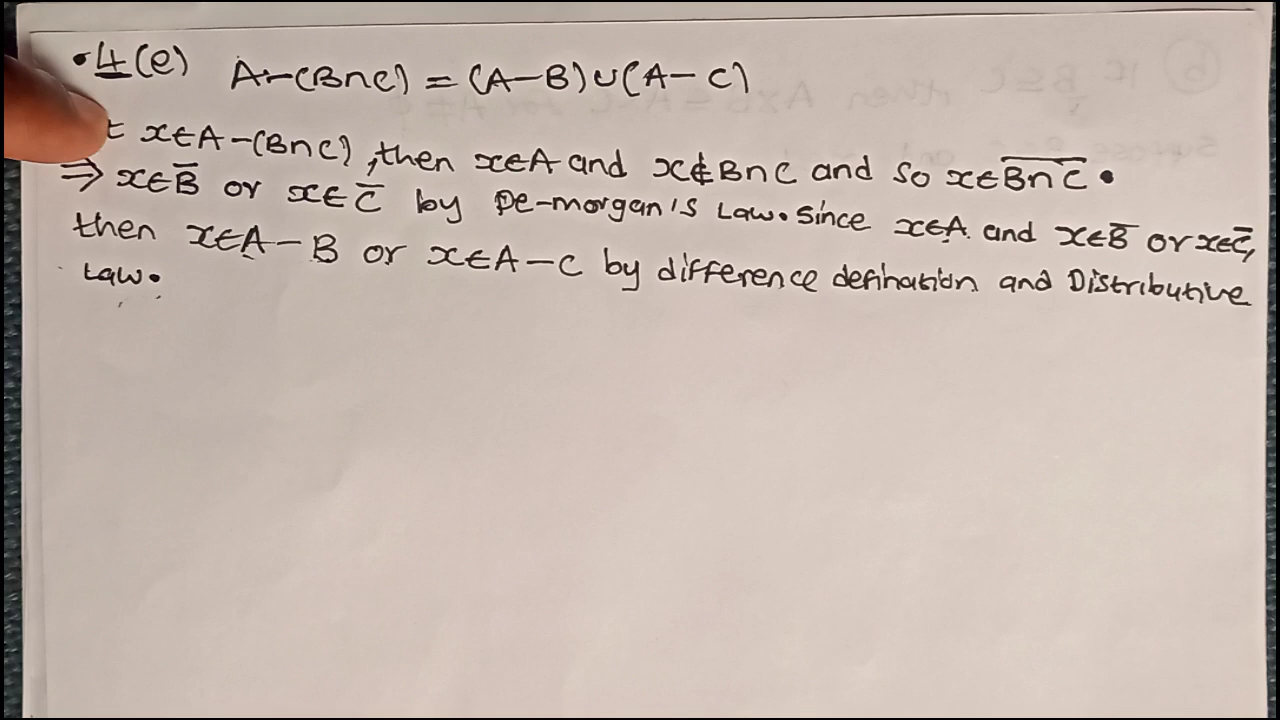 •4(e) A-(B∩C) = (A-B)∪(A-C)
x∈A-(B∩C), then x∈A and x∉B∩C and so x∈B̅∩̅C̅.
⇒ x∈B̅ or x∈C̅ by De-morgan's Law. Since x∈A and x∈B̅ or x∈C̅,
then x∈A-B or x∈A-C by difference defination and Distributive
Law.